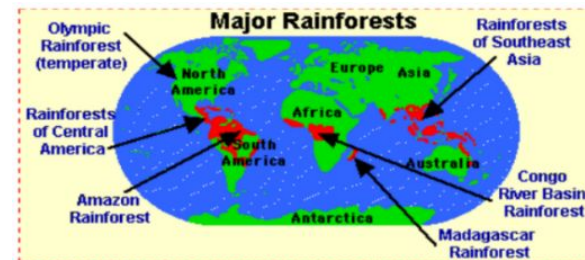 Major Rainforests
Olympic
Rainforest
(temperate)
Rainforests
of Southeast
Asia
North
America
Europe
Asia
Rainforests
of Central
America
Africa
South
America
Australia
Amazon
Rainforest
Congo
River Basin
Rainforest
Antarctica
Madagascar
Rainforest